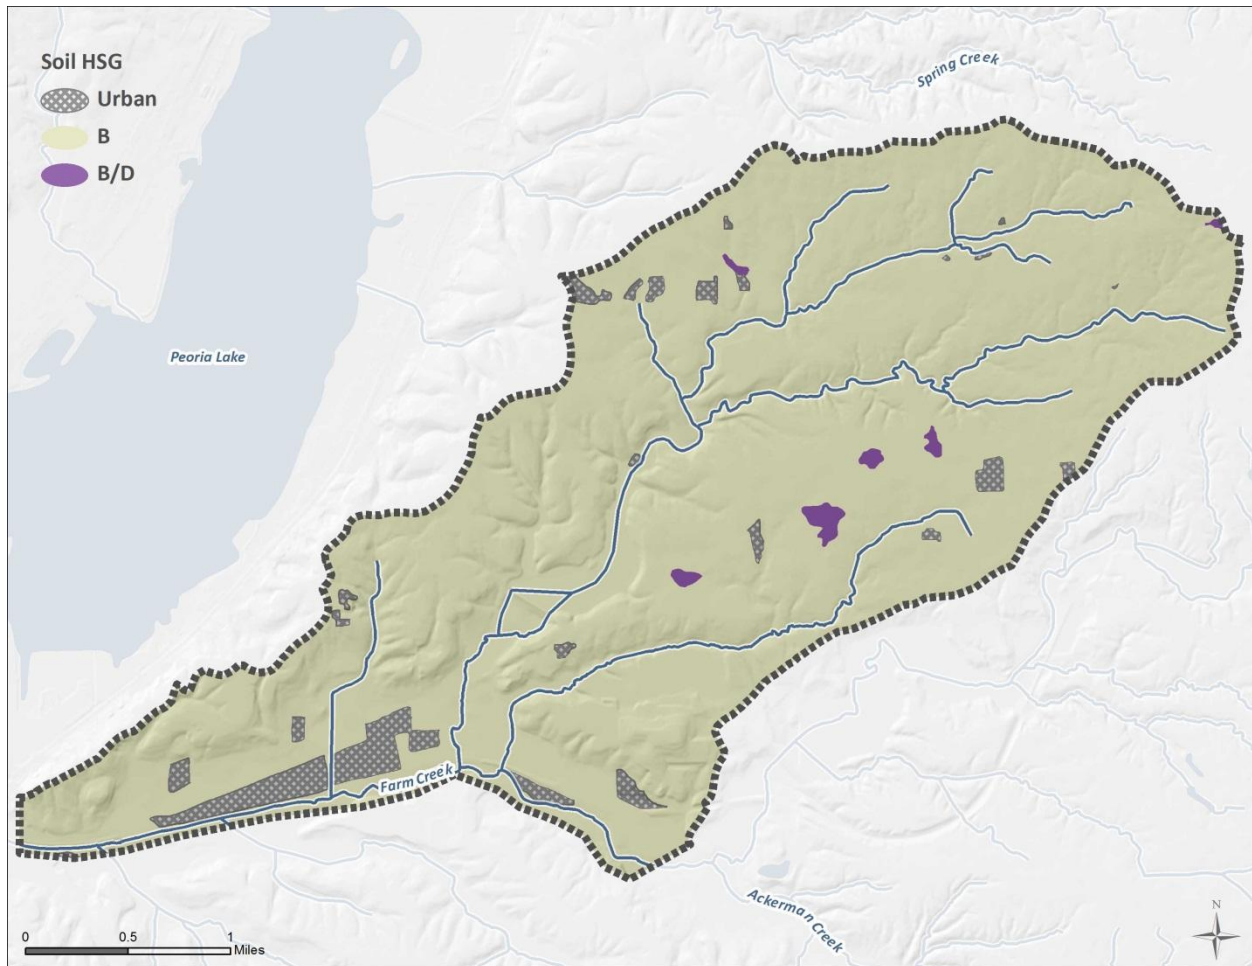 Soil HSG
Urban
B
B/D
Spring Creek
Peoria Lake
Farm Creek
Ackerman Creek
N
0 0.5 1
Miles